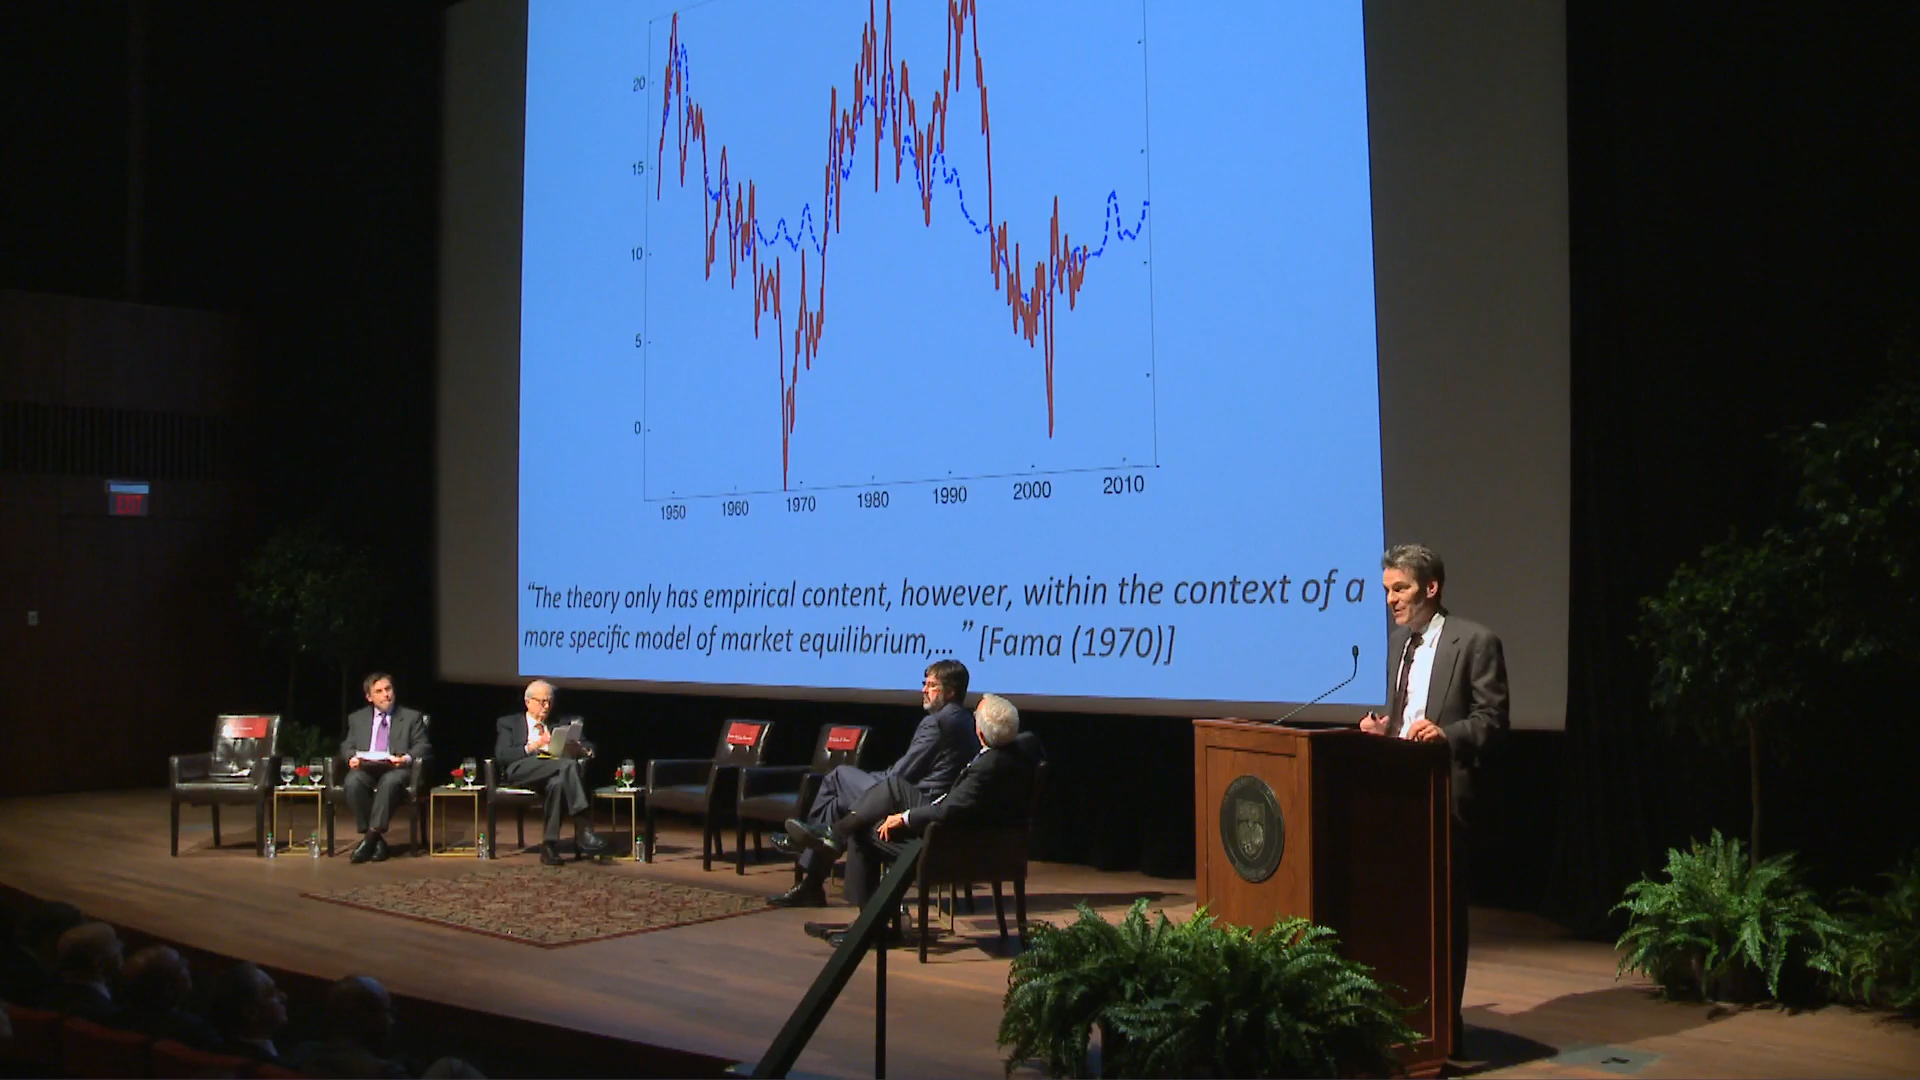 20
15
10
5
0
1950 1960 1970 1980 1990 2000 2010
“The theory only has empirical content, however, within the context of a
more specific model of market equilibrium,... ” [Fama (1970)]
EXIT